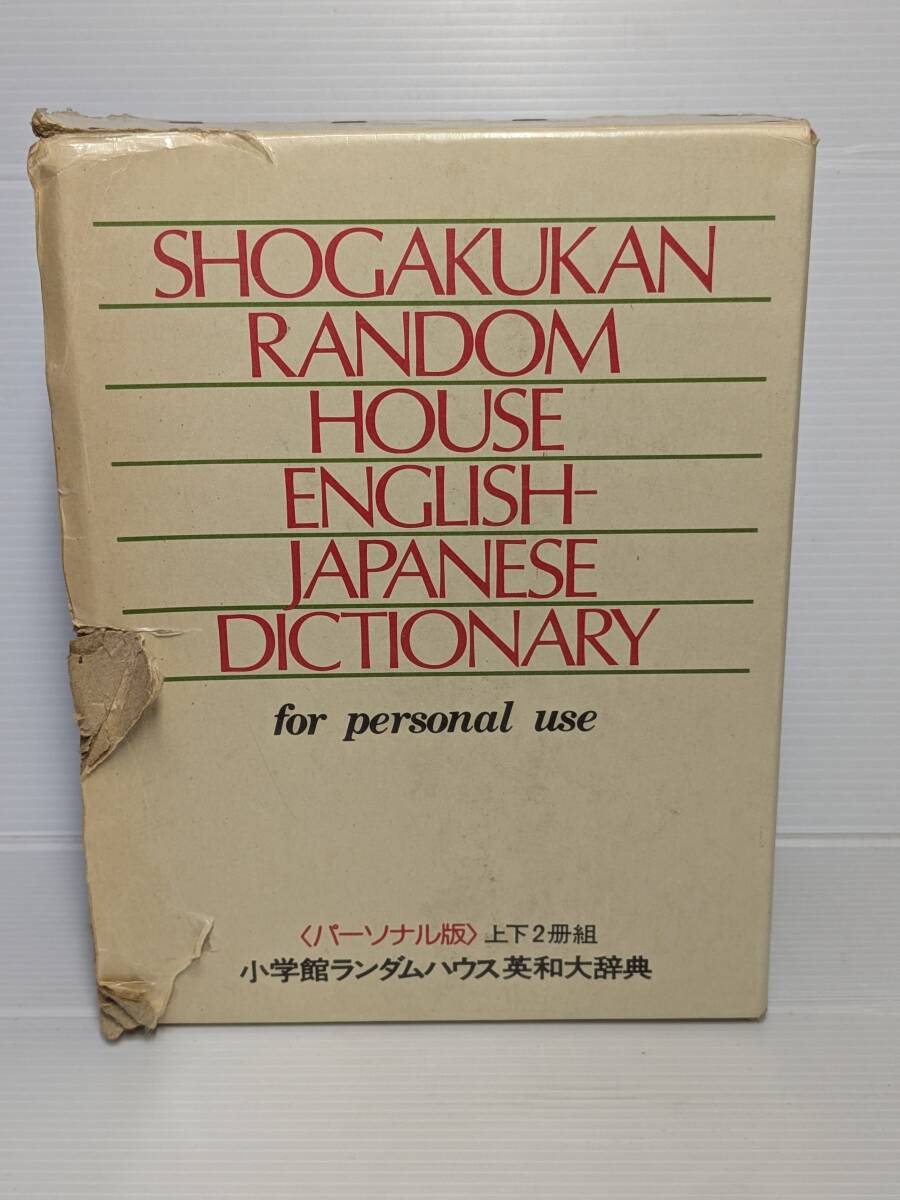 SHOGAKUKAN
RANDOM
HOUSE
ENGLISH-
JAPANESE
DICTIONARY
for personal use
〈パーソナル版〉上下2冊組
小学館ランダムハウス英和大辞典